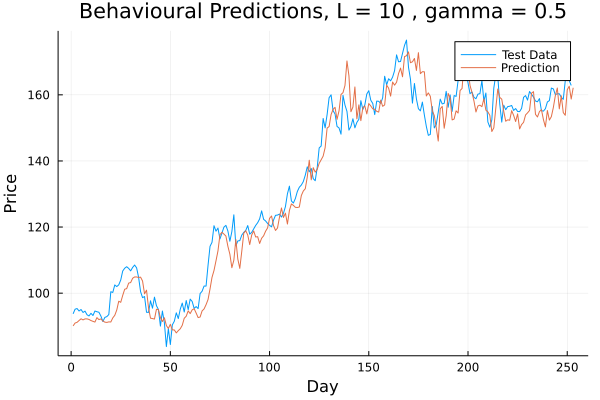 Behavioural Predictions, L = 10 , gamma = 0.5
Test Data
Prediction
Price
160
140
120
100
0 50 100 150 200 250
Day